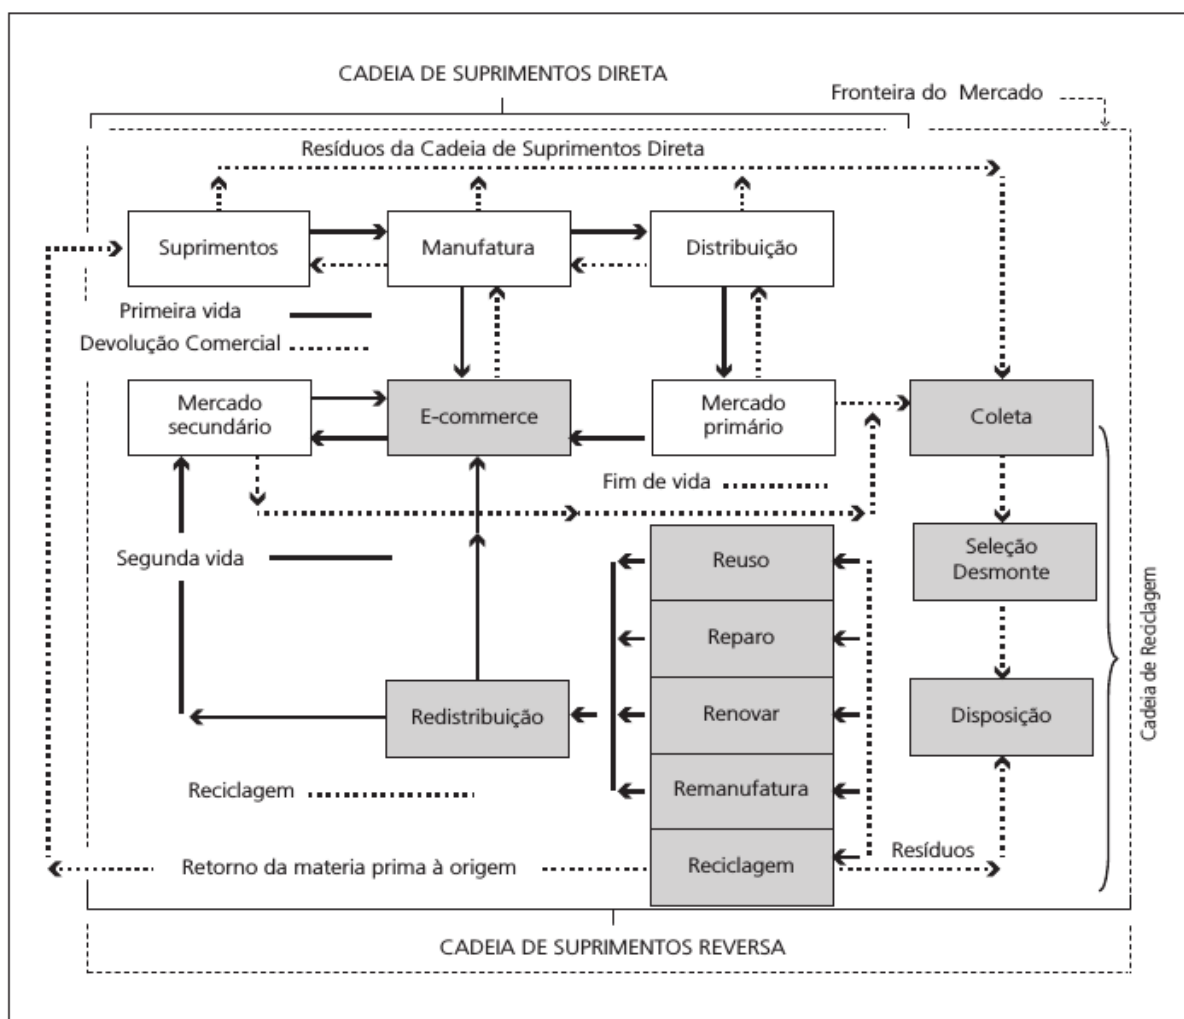 CADEIA DE SUPRIMENTOS DIRETA
Fronteira do Mercado
Resíduos da Cadeia de Suprimentos Direta
Suprimentos
Manufatura
Distribuição
Primeira vida
Devolução Comercial
Mercado
secundário
E-commerce
Mercado
primário
Coleta
Fim de vida
Segunda vida
Reuso
Seleção
Desmonte
Reparo
Redistribuição
Renovar
Disposição
Cadeia de Reciclagem
Reciclagem
Remanufatura
Retorno da materia prima à origem
Reciclagem
Resíduos
CADEIA DE SUPRIMENTOS REVERSA